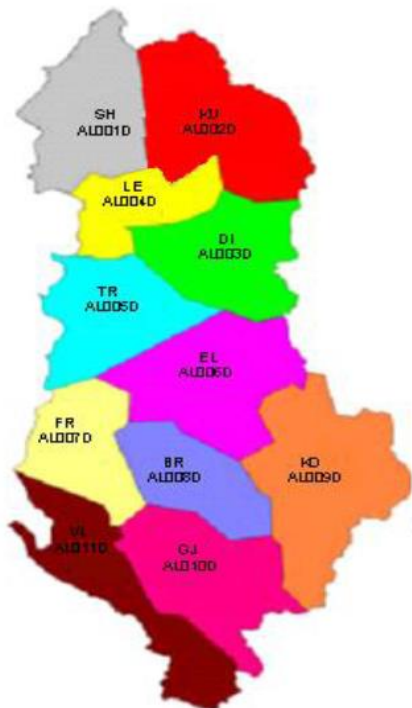 SH
AL001D
KU
AL002D
LE
AL004D
DI
AL003D
TR
AL005D
EL
AL006D
FR
AL007D
BR
AL008D
KO
AL009D
VL
AL011D
GJ
AL010D